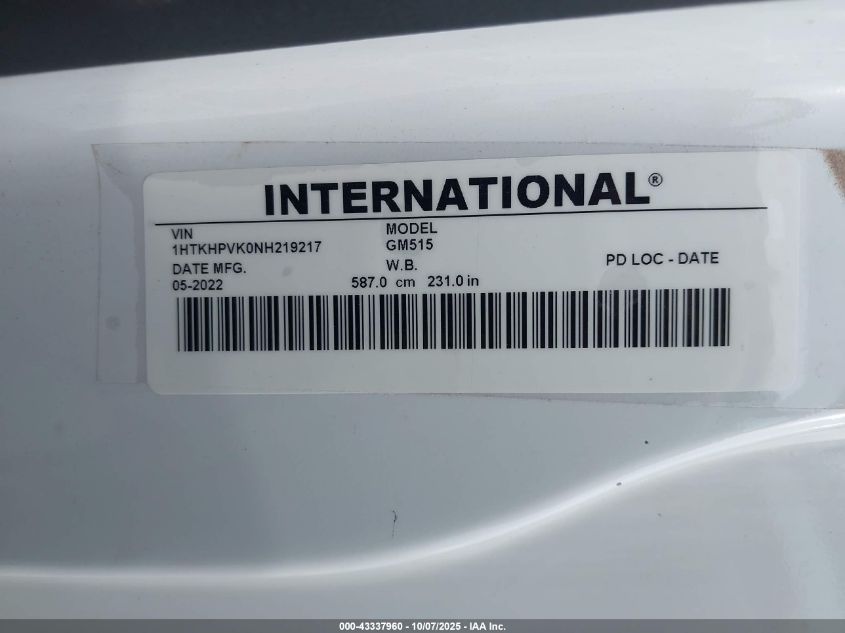 INTERNATIONAL®
VIN MODEL
1HTKHPVK0NH219217 GM515
DATE MFG. W.B. PD LOC - DATE
05-2022 587.0 cm 231.0 in
000-43337960 - 10/07/2025 - IAA Inc.